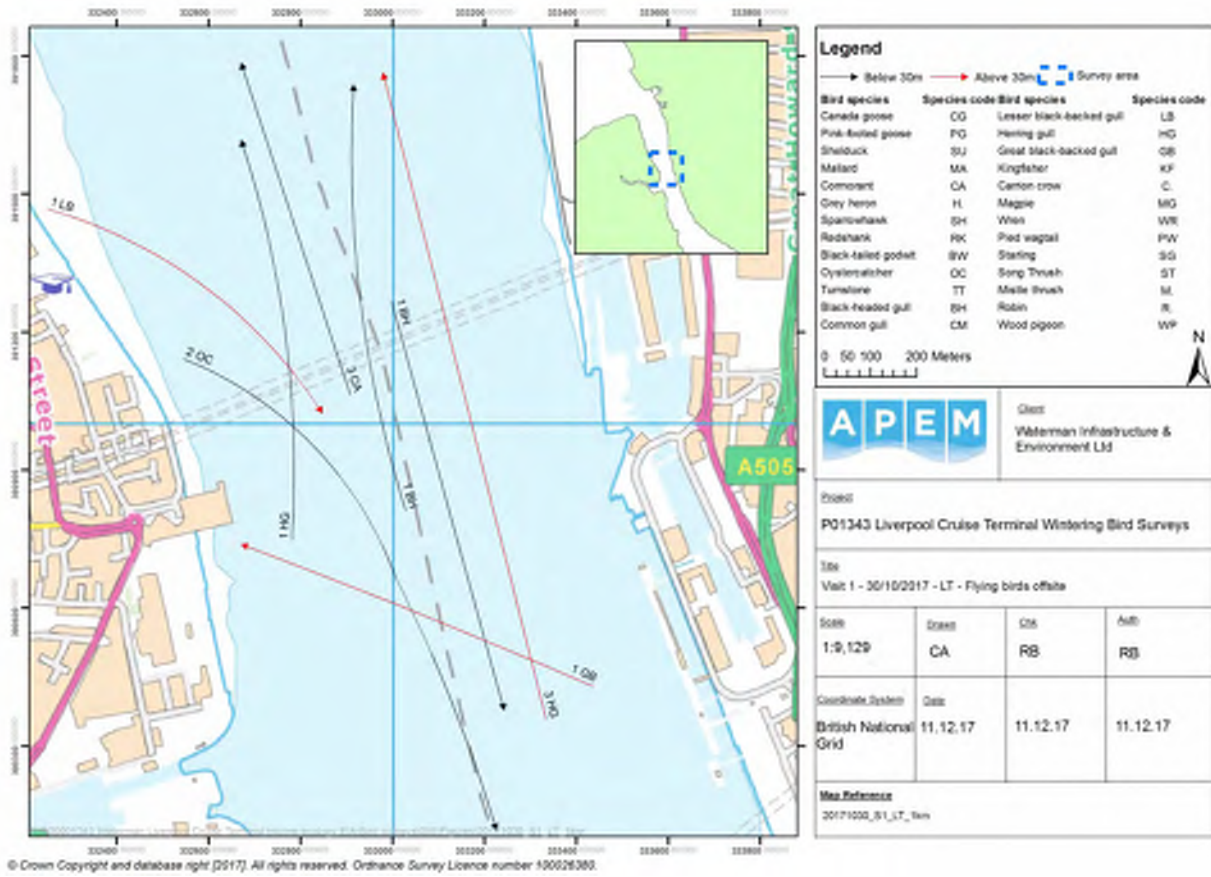 Legend
Below 30m Above 30m Survey area
Bird species Species code Bird species Species code
Canada goose CG Lesser black-backed gull LB
Pink-footed goose PG Herring gull HG
Shelduck SU Great black-backed gull GB
Mallard MA Kingfisher KF
Cormorant CA Carrion crow C.
Grey heron H. Magpie MG
Sparrowhawk SH Wren WR
Redshank RK Pied wagtail PW
Black-tailed godwit BW Starling SG
Oystercatcher OC Song Thrush ST
Turnstone TT Mistle thrush M.
Black-headed gull BH Robin R.
Common gull CM Wood pigeon WP
0 50 100 200 Meters
N
APEM
Client
Waterman Infrastructure &
Environment Ltd
Project
P01343 Liverpool Cruise Terminal Wintering Bird Surveys
Title
Visit 1 - 30/10/2017 - LT - Flying birds offsite
Scale Drawn Chk Auth
1:9,129 CA RB RB
Coordinate System Date
British National 11.12.17 11.12.17 11.12.17
Grid
Map Reference
20171030_S1_LT_1km
1 LB
2 OC
1 BH
3 CA
1 BH
1 HG
1 GB
3 HG
Street
A505
© Crown Copyright and database right [2017]. All rights reserved. Ordnance Survey Licence number 100026380.